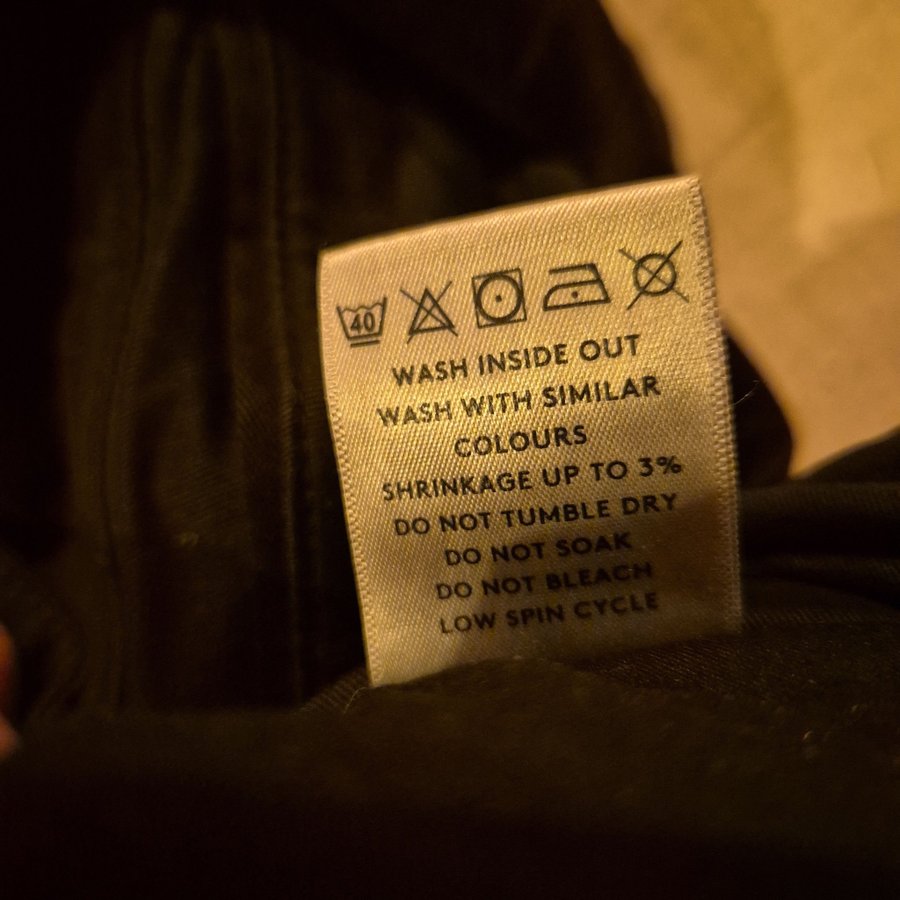 40
WASH INSIDE OUT
WASH WITH SIMILAR
COLOURS
SHRINKAGE UP TO 3%
DO NOT TUMBLE DRY
DO NOT SOAK
DO NOT BLEACH
LOW SPIN CYCLE